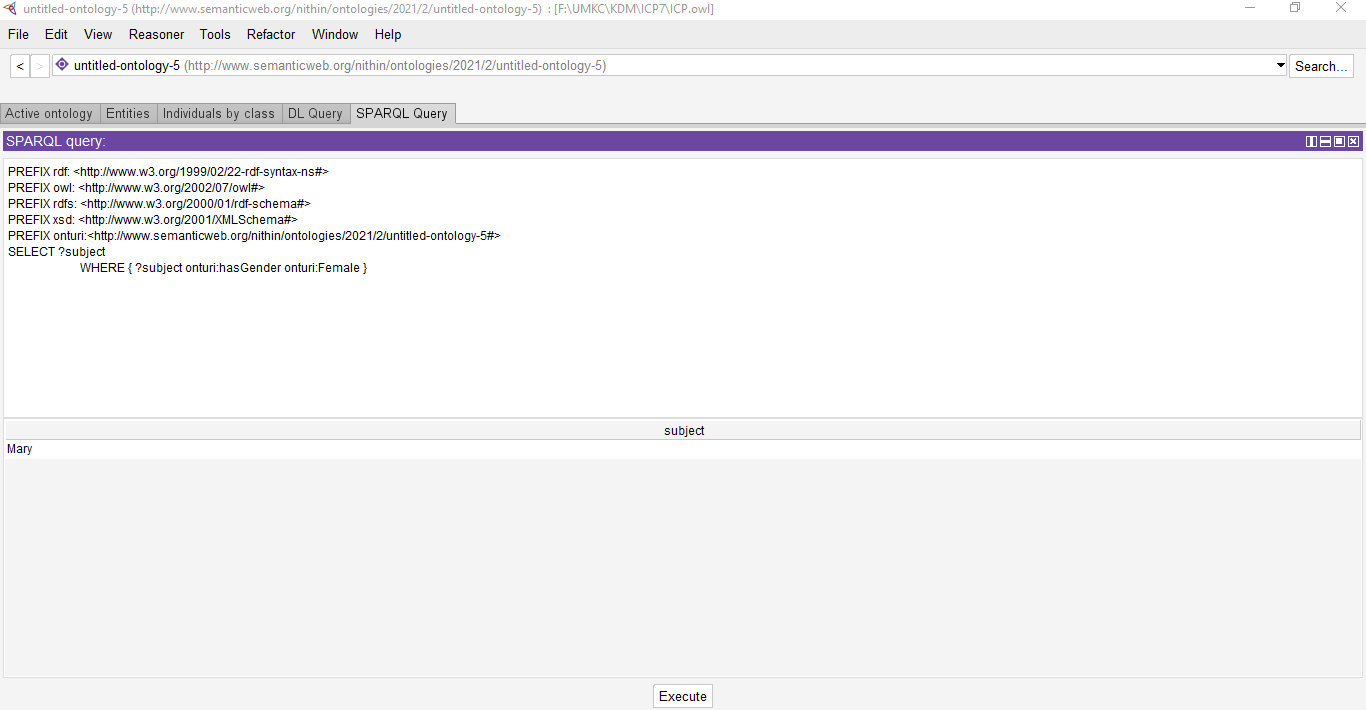 untitled-ontology-5 (http://www.semanticweb.org/nithin/ontologies/2021/2/untitled-ontology-5) : [F:\UMKC\KDM\ICP7\ICP.owl]
File Edit View Reasoner Tools Refactor Window Help
< > untitled-ontology-5 (http://www.semanticweb.org/nithin/ontologies/2021/2/untitled-ontology-5) Search...
Active ontology Entities Individuals by class DL Query SPARQL Query
SPARQL query:
PREFIX rdf: <http://www.w3.org/1999/02/22-rdf-syntax-ns#>
PREFIX owl: <http://www.w3.org/2002/07/owl#>
PREFIX rdfs: <http://www.w3.org/2000/01/rdf-schema#>
PREFIX xsd: <http://www.w3.org/2001/XMLSchema#>
PREFIX onturi:<http://www.semanticweb.org/nithin/ontologies/2021/2/untitled-ontology-5#>
SELECT ?subject
WHERE { ?subject onturi:hasGender onturi:Female }
subject
Mary
Execute